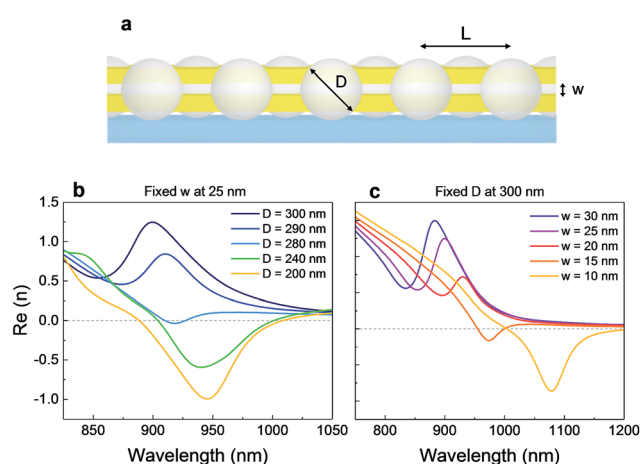 a
L
D
w
b
Fixed w at 25 nm
1.5
1.0
0.5
0.0
-0.5
-1.0
Re (n)
D = 300 nm
D = 290 nm
D = 280 nm
D = 240 nm
D = 200 nm
850 900 950 1000 1050
Wavelength (nm)
c
Fixed D at 300 nm
w = 30 nm
w = 25 nm
w = 20 nm
w = 15 nm
w = 10 nm
800 900 1000 1100 1200
Wavelength (nm)